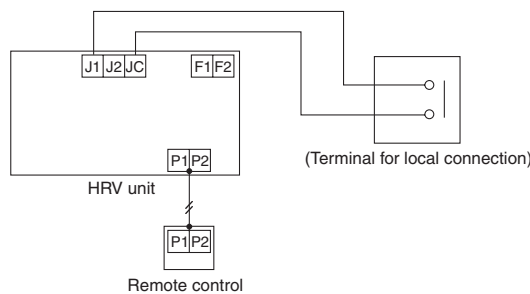 J1 J2 JC F1 F2
P1 P2
(Terminal for local connection)
HRV unit
P1 P2
Remote control